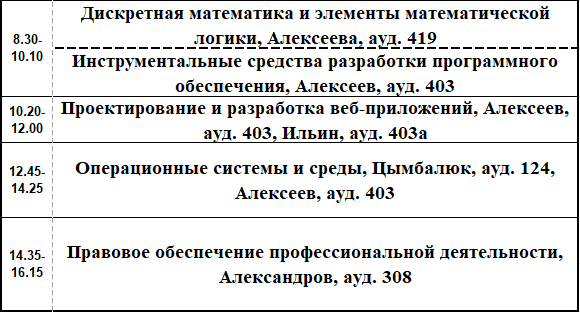 8.30-
10.10
Дискретная математика и элементы математической
логики, Алексеева, ауд. 419
Инструментальные средства разработки программного
обеспечения, Алексеев, ауд. 403
10.20-
12.00
Проектирование и разработка веб-приложений, Алексеев,
ауд. 403, Ильин, ауд. 403а
12.45-
14.25
Операционные системы и среды, Цымбалюк, ауд. 124,
Алексеев, ауд. 403
14.35-
16.15
Правовое обеспечение профессиональной деятельности,
Александров, ауд. 308